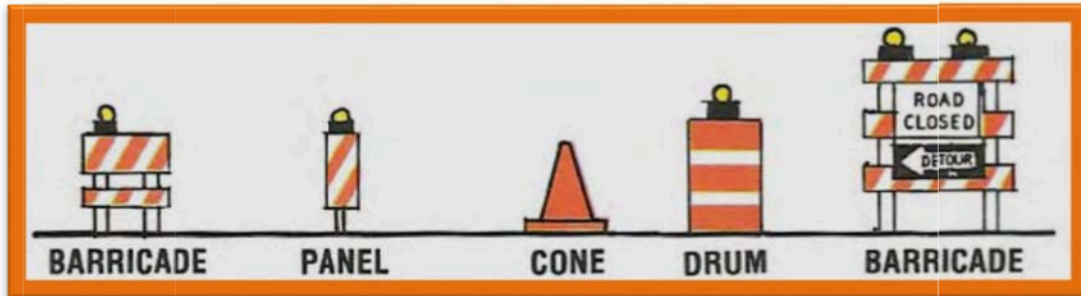 ROAD
CLOSED
DETOUR
BARRICADE PANEL CONE DRUM BARRICADE